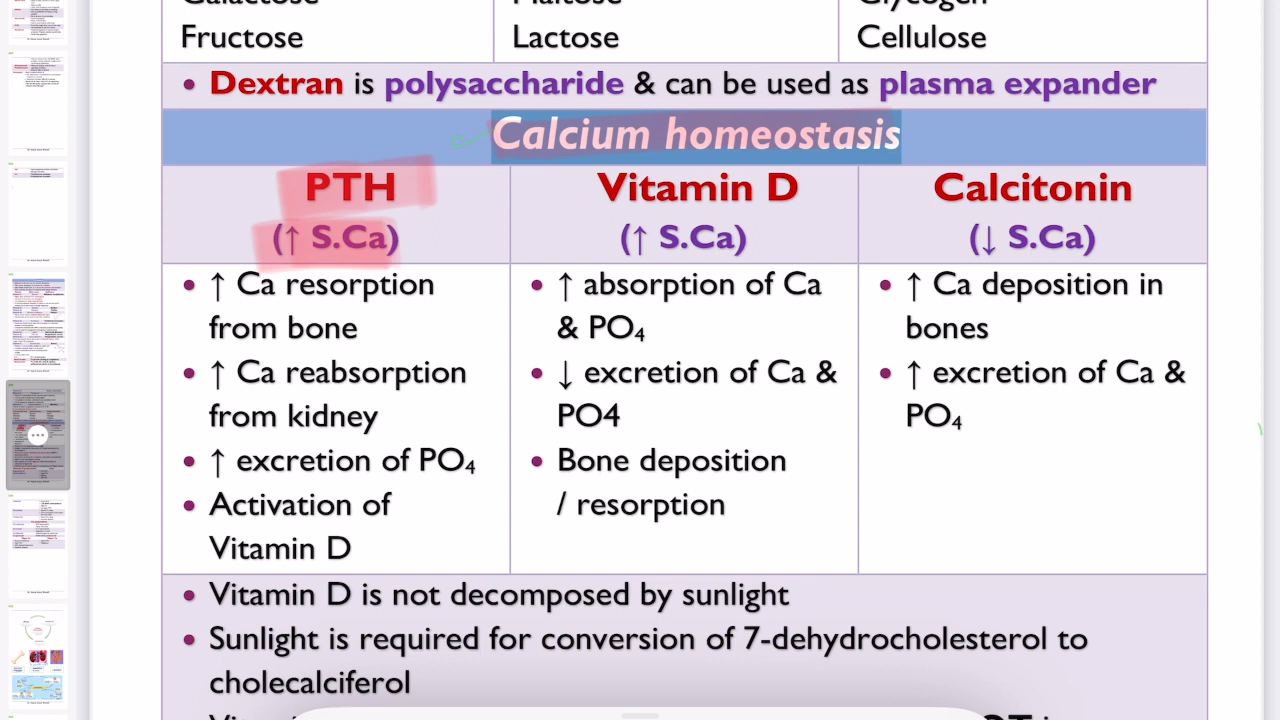 Galactose Maltose Glycogen
Fructose Lactose Cellulose
• Dextran is polysaccharide & can be used as plasma expander
Calcium homeostasis
PTH Vitamin D Calcitonin
(↑ S.Ca) (↑ S.Ca) (↓ S.Ca)
• ↑ Ca resorption
from bone
• ↑ Ca reabsorption
from kidney
↑ excretion of PO₄
• Activation of
Vitamin D
• ↑ absorption of Ca
& PO₄
• ↓ excretion of Ca &
PO4
• Bone deposition
/ resorption
• ↑ Ca deposition in
bones
• ↑ excretion of Ca &
PO₄
• Vitamin D is not decomposed by sunlight
• Sunlight is required for conversion of 7-dehydrocholesterol to
cholecalciferol